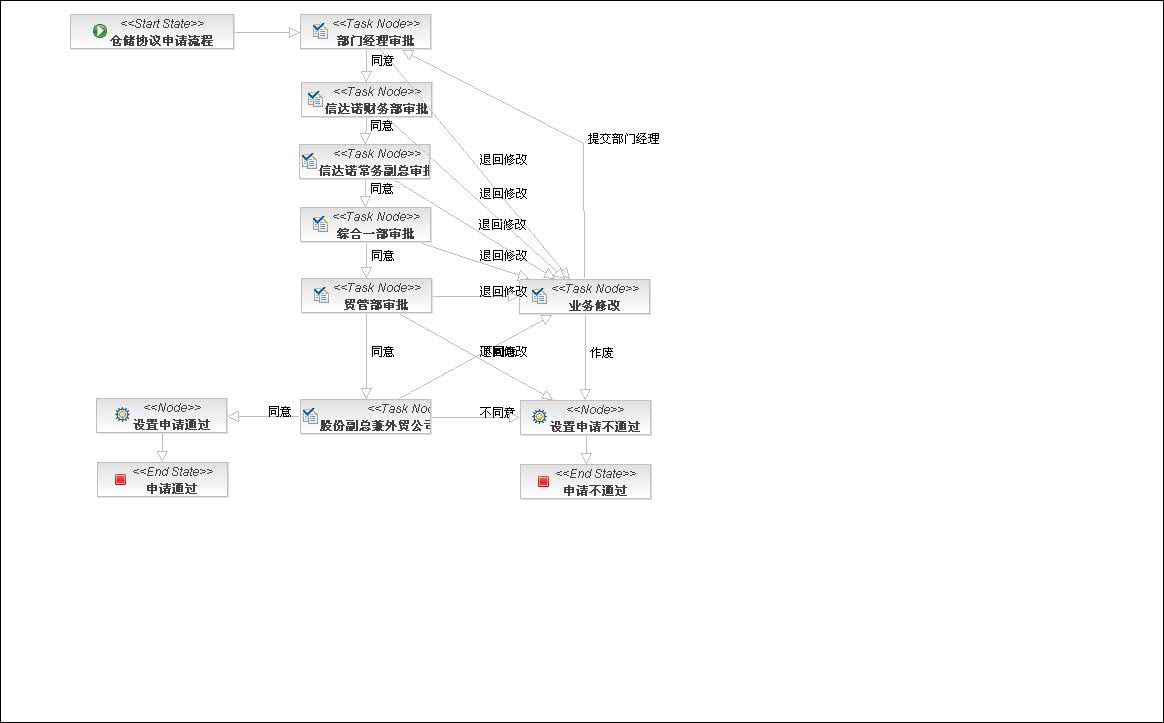 <<Start State>>
仓储协议申请流程
<<Task Node>>
部门经理审批
同意
<<Task Node>>
信达诺财务部审批
同意
提交部门经理
<<Task Node>>
信达诺常务副总审批
退回修改
同意
退回修改
<<Task Node>>
综合一部审批
退回修改
同意
退回修改
<<Task Node>>
贸管部审批
退回修改
<<Task Node>>
业务修改
同意
不同意
退回修改
作废
<<Node>>
设置申请通过
同意
<<Task No
股份副总兼外贸公司
不同意
<<Node>>
设置申请不通过
<<End State>>
申请通过
<<End State>>
申请不通过